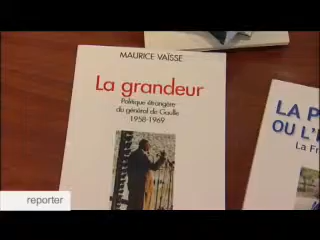 MAURICE VAÏSSE
La grandeur
Politique étrangère
du général de Gaulle
1958-1969
LA P
OU L'
La Fr
reporter